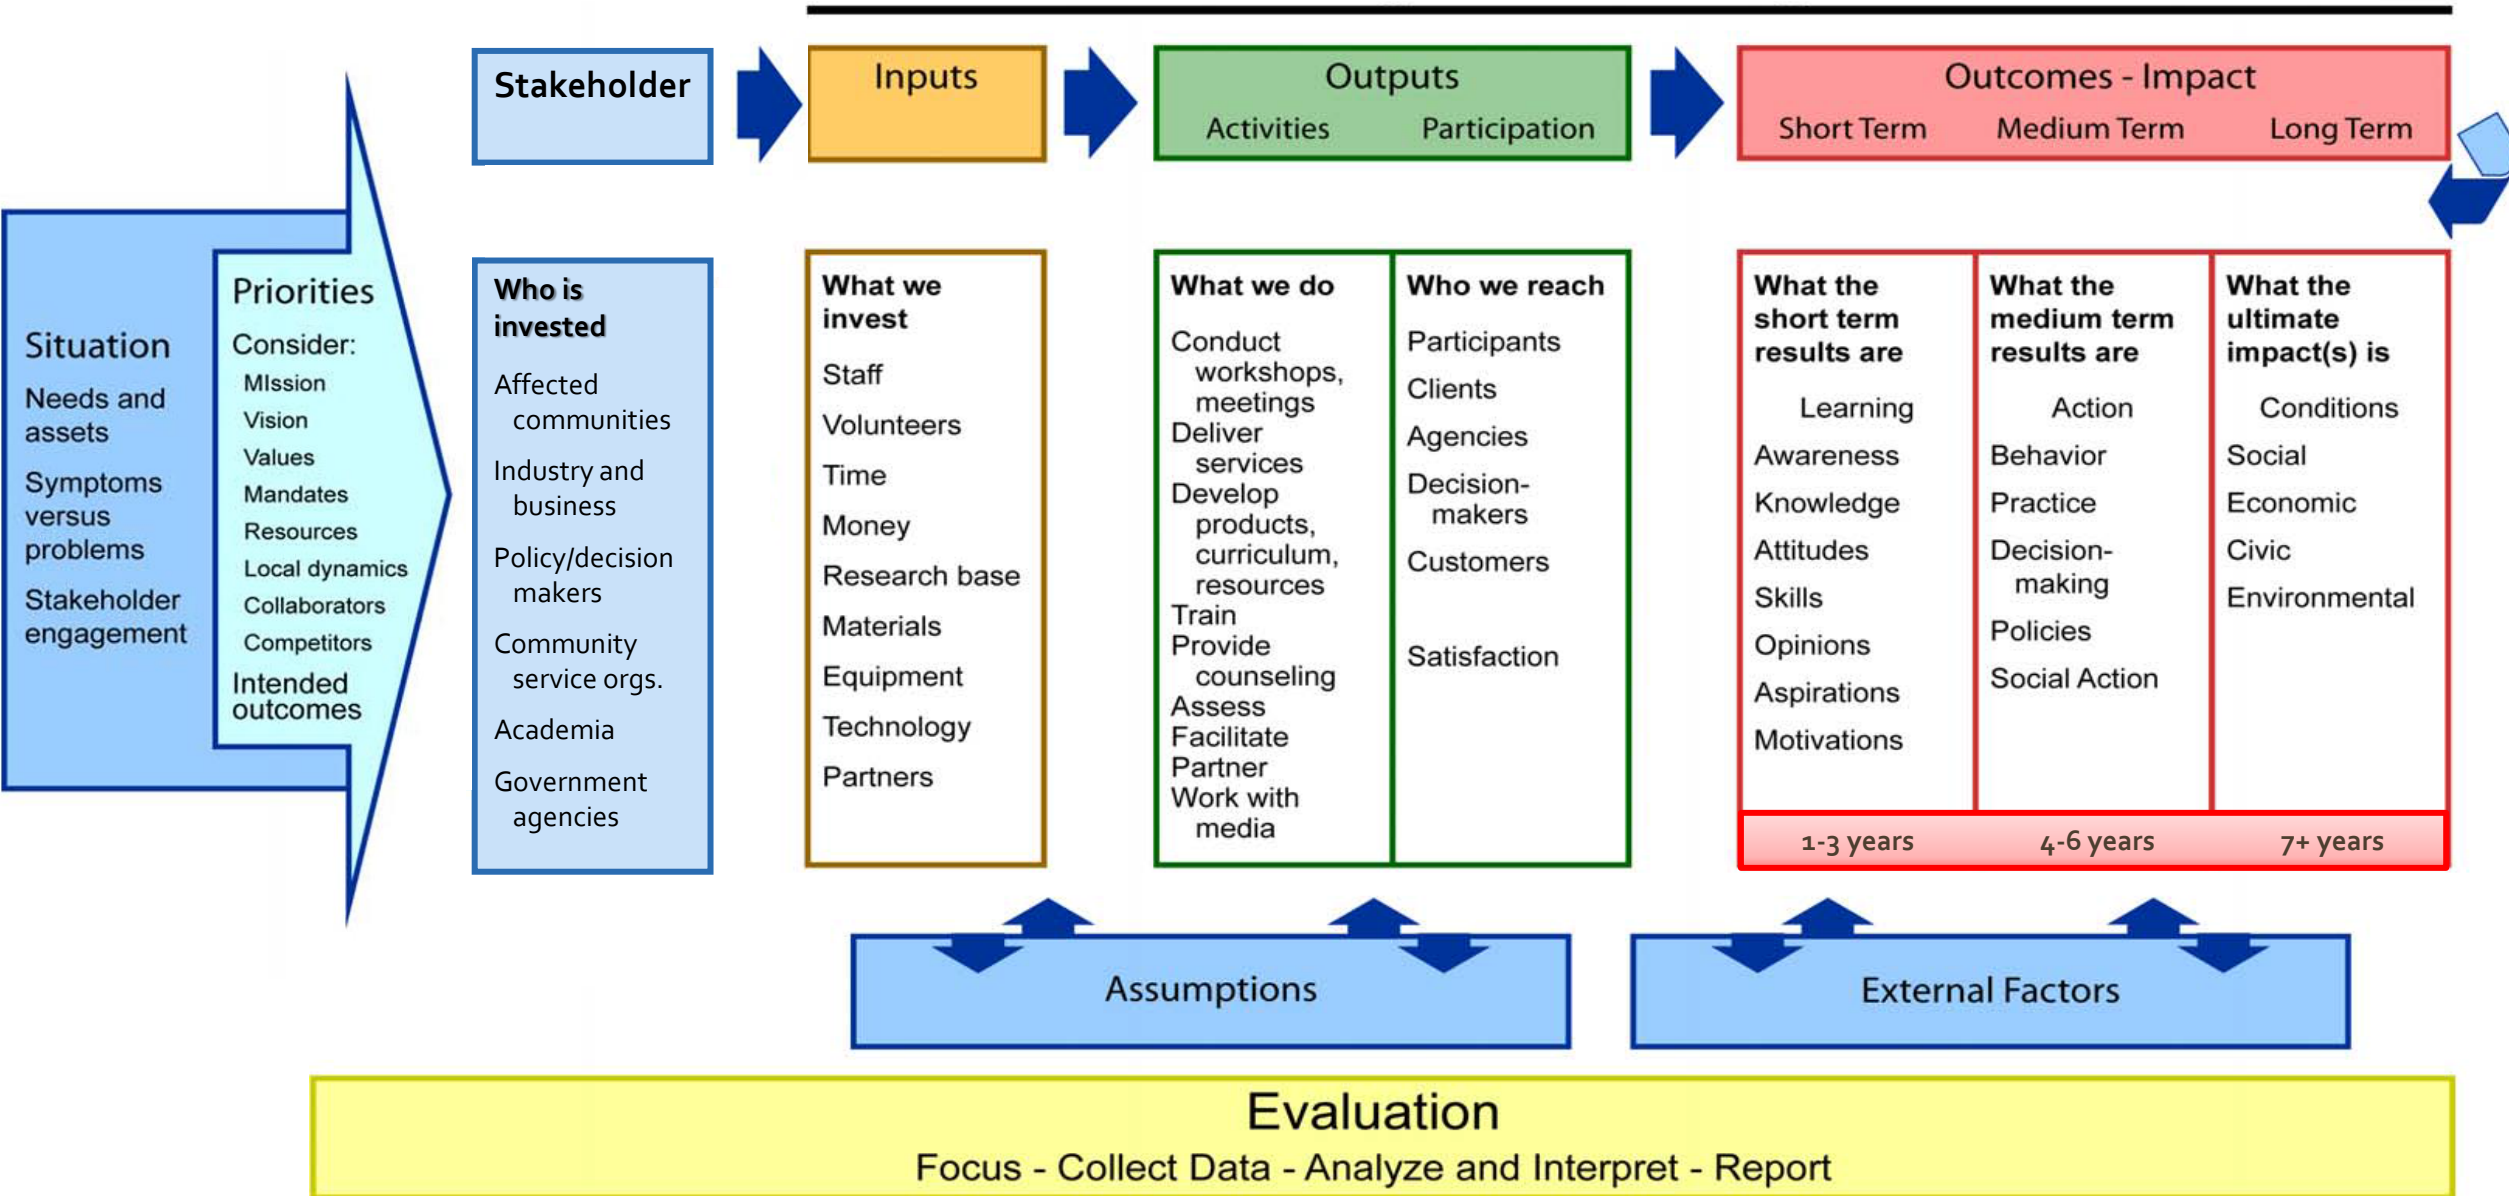 Stakeholder
Inputs
Outputs
Activities
Participation
Outcomes - Impact
Short Term
Medium Term
Long Term
Situation
Needs and
assets
Symptoms
versus
problems
Stakeholder
engagement
Priorities
Consider:
MIssion
Vision
Values
Mandates
Resources
Local dynamics
Collaborators
Competitors
Intended
outcomes
Who is
invested
Affected
communities
Industry and
business
Policy/decision
makers
Community
service orgs.
Academia
Government
agencies
What we
invest
Staff
Volunteers
Time
Money
Research base
Materials
Equipment
Technology
Partners
What we do
Conduct
workshops,
meetings
Deliver
services
Develop
products,
curriculum,
resources
Train
Provide
counseling
Assess
Facilitate
Partner
Work with
media
Who we reach
Participants
Clients
Agencies
Decision-
makers
Customers
Satisfaction
What the
short term
results are
Learning
Awareness
Knowledge
Attitudes
Skills
Opinions
Aspirations
Motivations
1-3 years
What the
medium term
results are
Action
Behavior
Practice
Decision-
making
Policies
Social Action
4-6 years
What the
ultimate
impact(s) is
Conditions
Social
Economic
Civic
Environmental
7+ years
Assumptions
External Factors
Evaluation
Focus - Collect Data - Analyze and Interpret - Report